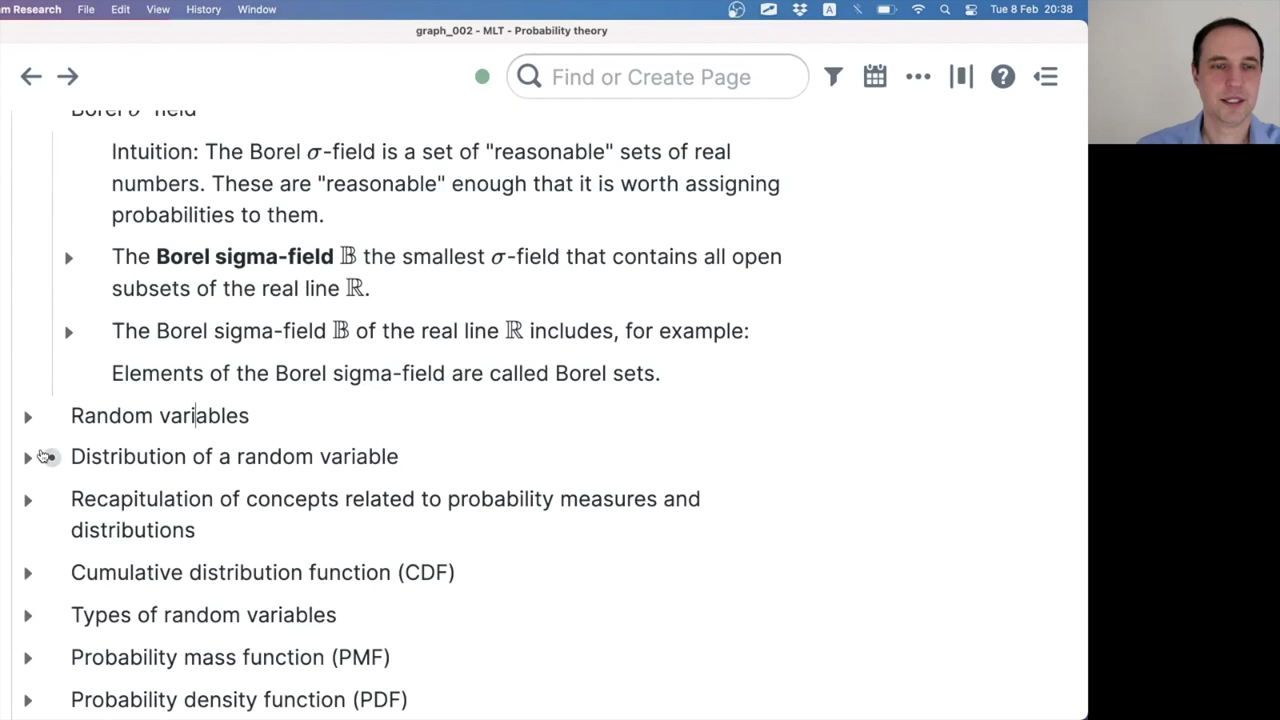 m Research File Edit View History Window A Tue 8 Feb 20:38
graph_002 - MLT - Probability theory
Find or Create Page
Borel σ-field
Intuition: The Borel σ-field is a set of "reasonable" sets of real
numbers. These are "reasonable" enough that it is worth assigning
probabilities to them.
The Borel sigma-field 𝔹 the smallest σ-field that contains all open
subsets of the real line ℝ.
The Borel sigma-field 𝔹 of the real line ℝ includes, for example:
Elements of the Borel sigma-field are called Borel sets.
Random variables
Distribution of a random variable
Recapitulation of concepts related to probability measures and
distributions
Cumulative distribution function (CDF)
Types of random variables
Probability mass function (PMF)
Probability density function (PDF)